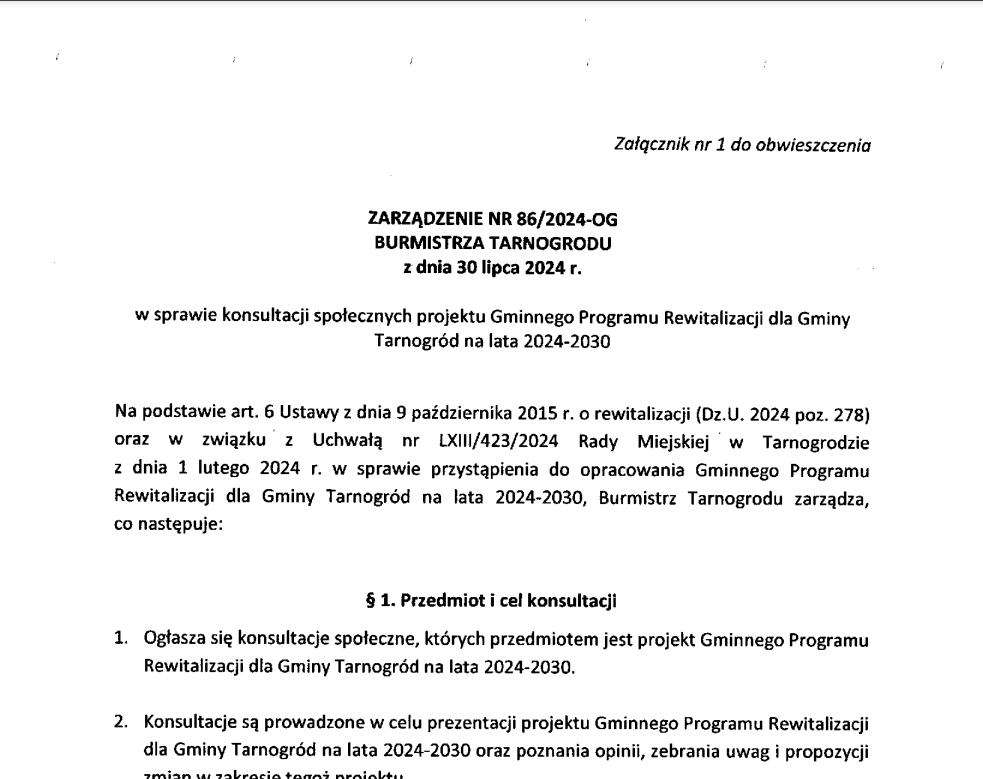 Załącznik nr 1 do obwieszczenia
ZARZĄDZENIE NR 86/2024-OG
BURMISTRZA TARNOGRODU
z dnia 30 lipca 2024 r.
w sprawie konsultacji społecznych projektu Gminnego Programu Rewitalizacji dla Gminy
Tarnogród na lata 2024-2030
Na podstawie art. 6 Ustawy z dnia 9 października 2015 r. o rewitalizacji (Dz.U. 2024 poz. 278)
oraz w związku z Uchwałą nr LXIII/423/2024 Rady Miejskiej w Tarnogrodzie
z dnia 1 lutego 2024 r. w sprawie przystąpienia do opracowania Gminnego Programu
Rewitalizacji dla Gminy Tarnogród na lata 2024-2030, Burmistrz Tarnogrodu zarządza,
co następuje:
§ 1. Przedmiot i cel konsultacji
1. Ogłasza się konsultacje społeczne, których przedmiotem jest projekt Gminnego Programu
Rewitalizacji dla Gminy Tarnogród na lata 2024-2030.
2. Konsultacje są prowadzone w celu prezentacji projektu Gminnego Programu Rewitalizacji
dla Gminy Tarnogród na lata 2024-2030 oraz poznania opinii, zebrania uwag i propozycji
zmian w zakresie tegoż projektu.